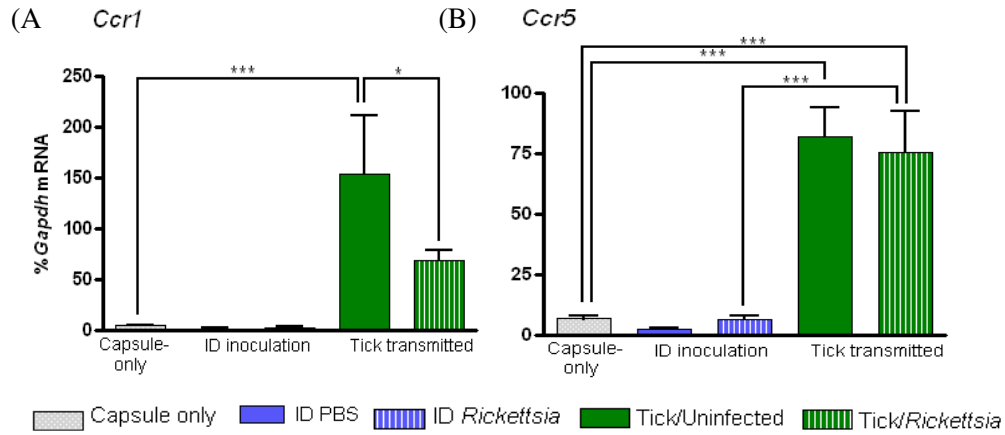 (A) Ccr1
%Gapdh mRNA
250
200
150
100
50
0
***
*
Capsule-only
ID inoculation
Tick transmitted
(B) Ccr5
100
75
50
25
0
***
***
***
Capsule-only
ID inoculation
Tick transmitted
Capsule only ID PBS ID Rickettsia Tick/Uninfected Tick/Rickettsia